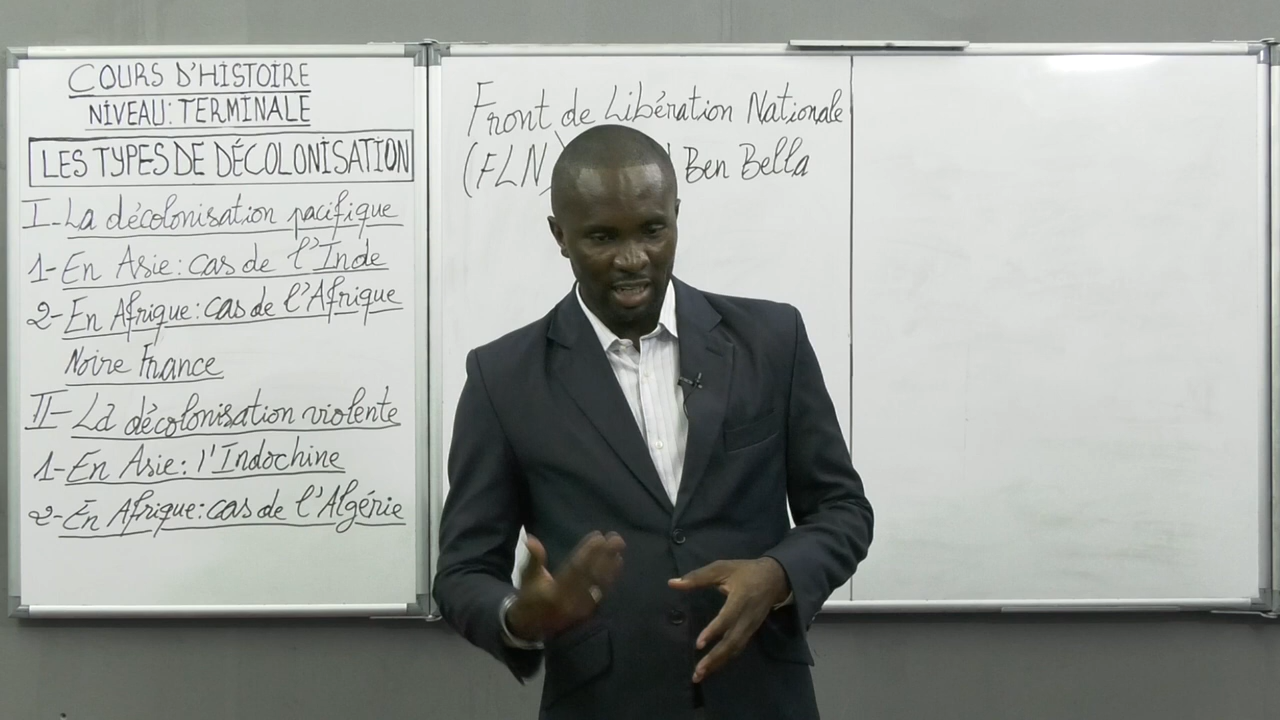 COURS D'HISTOIRE
NIVEAU: TERMINALE
LES TYPES DE DÉCOLONISATION
I- La décolonisation pacifique
1- En Asie: cas de l'Inde
2- En Afrique: cas de l'Afrique
Noire France
II- La décolonisation violente
1- En Asie: l'Indochine
2- En Afrique: cas de l'Algérie
Front de Libération Nationale
(FLN) Ben Bella